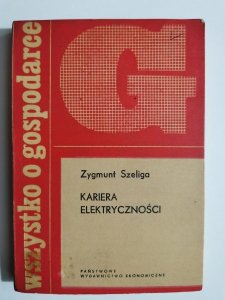 wszystko o gospodarce
G
Zygmunt Szeliga
KARIERA
ELEKTRYCZNOŚCI
PAŃSTWOWE
WYDAWNICTWO EKONOMICZNE